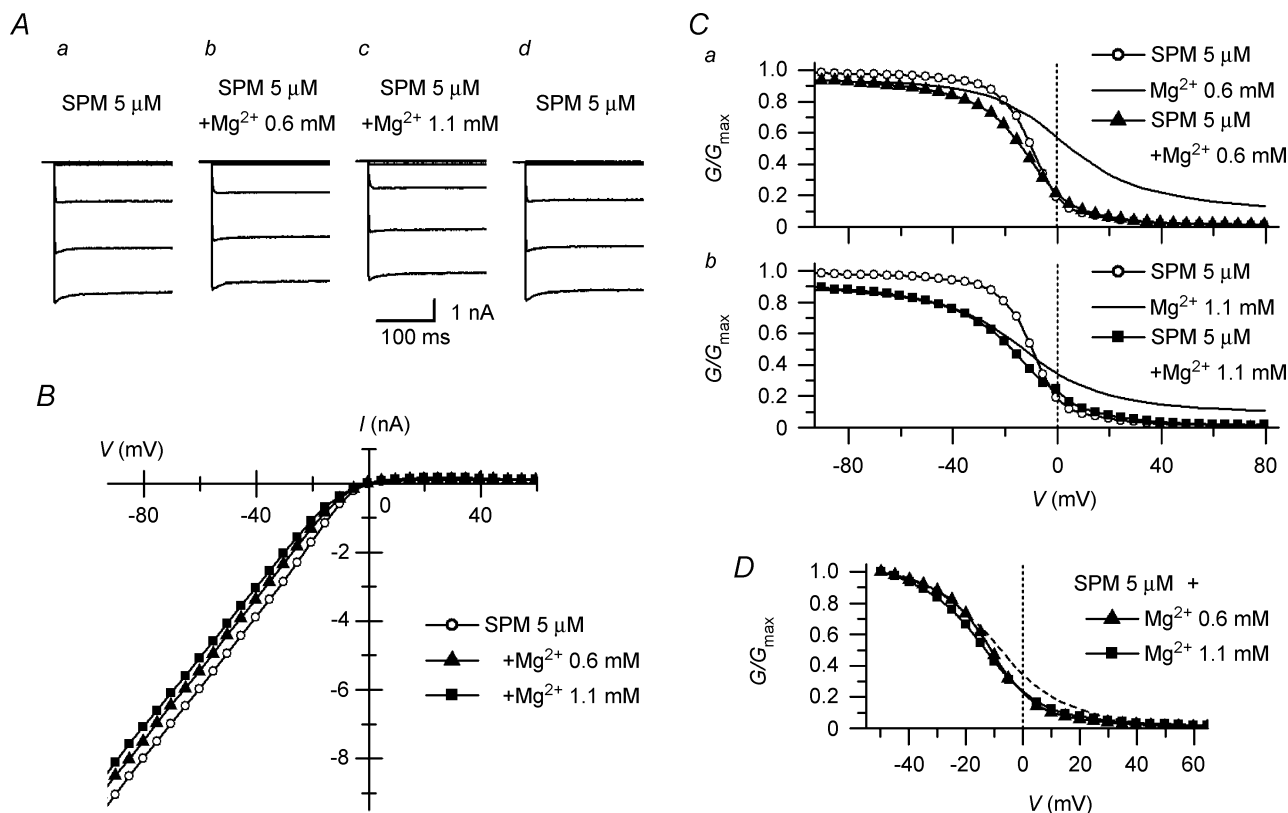 A
a
b
c
d
SPM 5 μM
SPM 5 μM
+Mg2+ 0.6 mM
SPM 5 μM
+Mg2+ 1.1 mM
SPM 5 μM
1 nA
100 ms
B
V (mV)
I (nA)
-80
-40
0
40
-2
-4
-6
-8
SPM 5 μM
+Mg2+ 0.6 mM
+Mg2+ 1.1 mM
C
a
G/Gmax
1.0
0.8
0.6
0.4
0.2
0
-80
-40
0
40
80
SPM 5 μM
Mg2+ 0.6 mM
SPM 5 μM
+Mg2+ 0.6 mM
b
G/Gmax
1.0
0.8
0.6
0.4
0.2
0
-80
-40
0
40
80
V (mV)
SPM 5 μM
Mg2+ 1.1 mM
SPM 5 μM
+Mg2+ 1.1 mM
D
G/Gmax
1.0
0.8
0.6
0.4
0.2
0
-40
-20
0
20
40
60
V (mV)
SPM 5 μM +
Mg2+ 0.6 mM
Mg2+ 1.1 mM